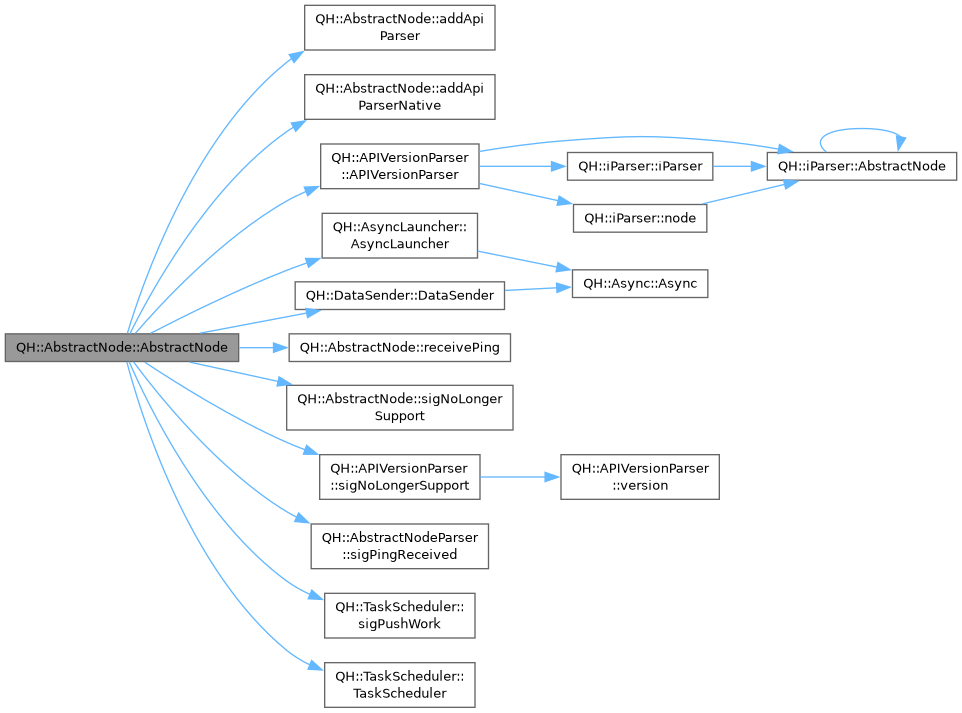 QH::AbstractNode::addApi
Parser
QH::AbstractNode::addApi
ParserNative
QH::APIVersionParser
::APIVersionParser
QH::iParser::iParser
QH::iParser::AbstractNode
QH::iParser::node
QH::AsyncLauncher::
AsyncLauncher
QH::Async::Async
QH::DataSender::DataSender
QH::AbstractNode::AbstractNode
QH::AbstractNode::receivePing
QH::AbstractNode::sigNoLonger
Support
QH::APIVersionParser
::sigNoLongerSupport
QH::APIVersionParser
::version
QH::AbstractNodeParser
::sigPingReceived
QH::TaskScheduler::
sigPushWork
QH::TaskScheduler::
TaskScheduler